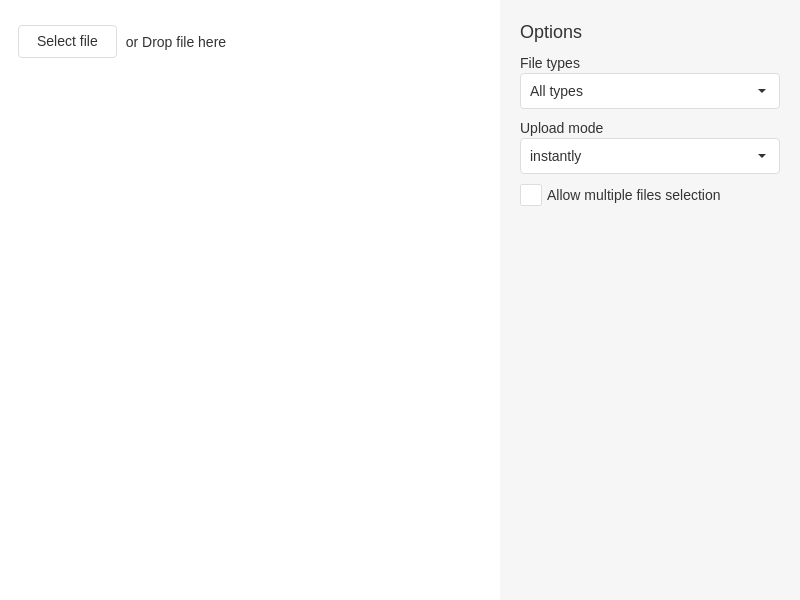 Select file or Drop file here
Options
File types
All types
Upload mode
instantly
Allow multiple files selection